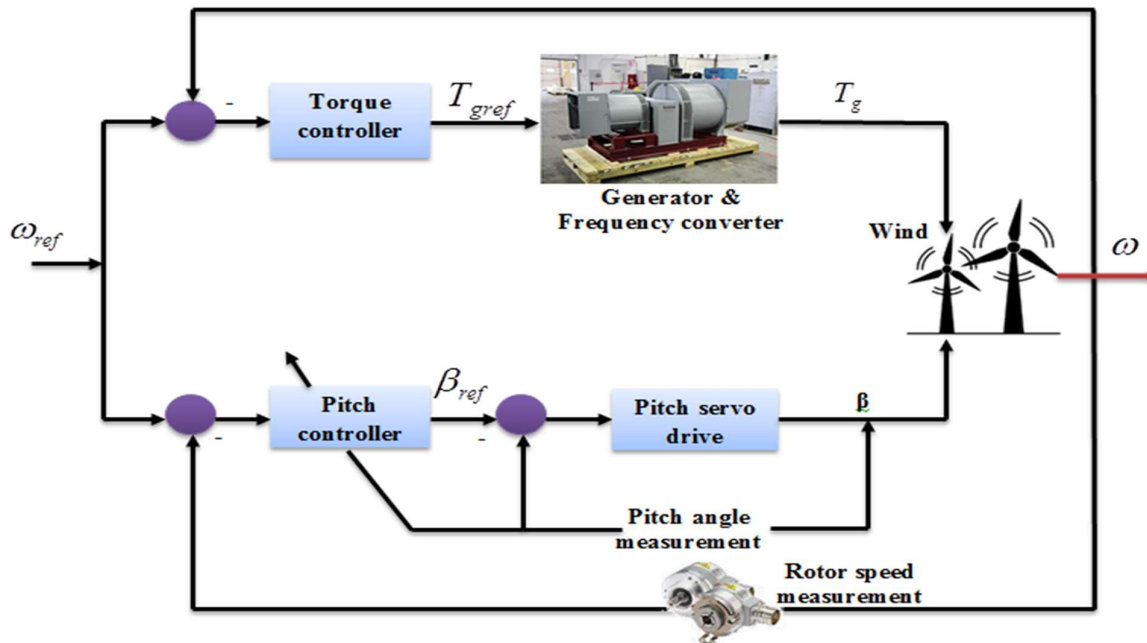 -
Torque
controller
T_gref
T_g
Generator &
Frequency converter
ω_ref
Wind
ω
-
Pitch
controller
β_ref
-
Pitch servo
drive
β
Pitch angle
measurement
Rotor speed
measurement